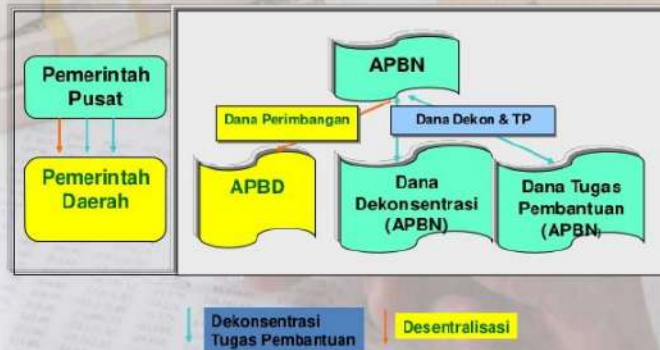 Pemerintah
Pusat
Pemerintah
Daerah
APBN
Dana Perimbangan
Dana Dekon & TP
APBD
Dana
Dekonsentrasi
(APBN)
Dana Tugas
Pembantuan
(APBN)
Dekonsentrasi
Tugas Pembantuan
Desentralisasi